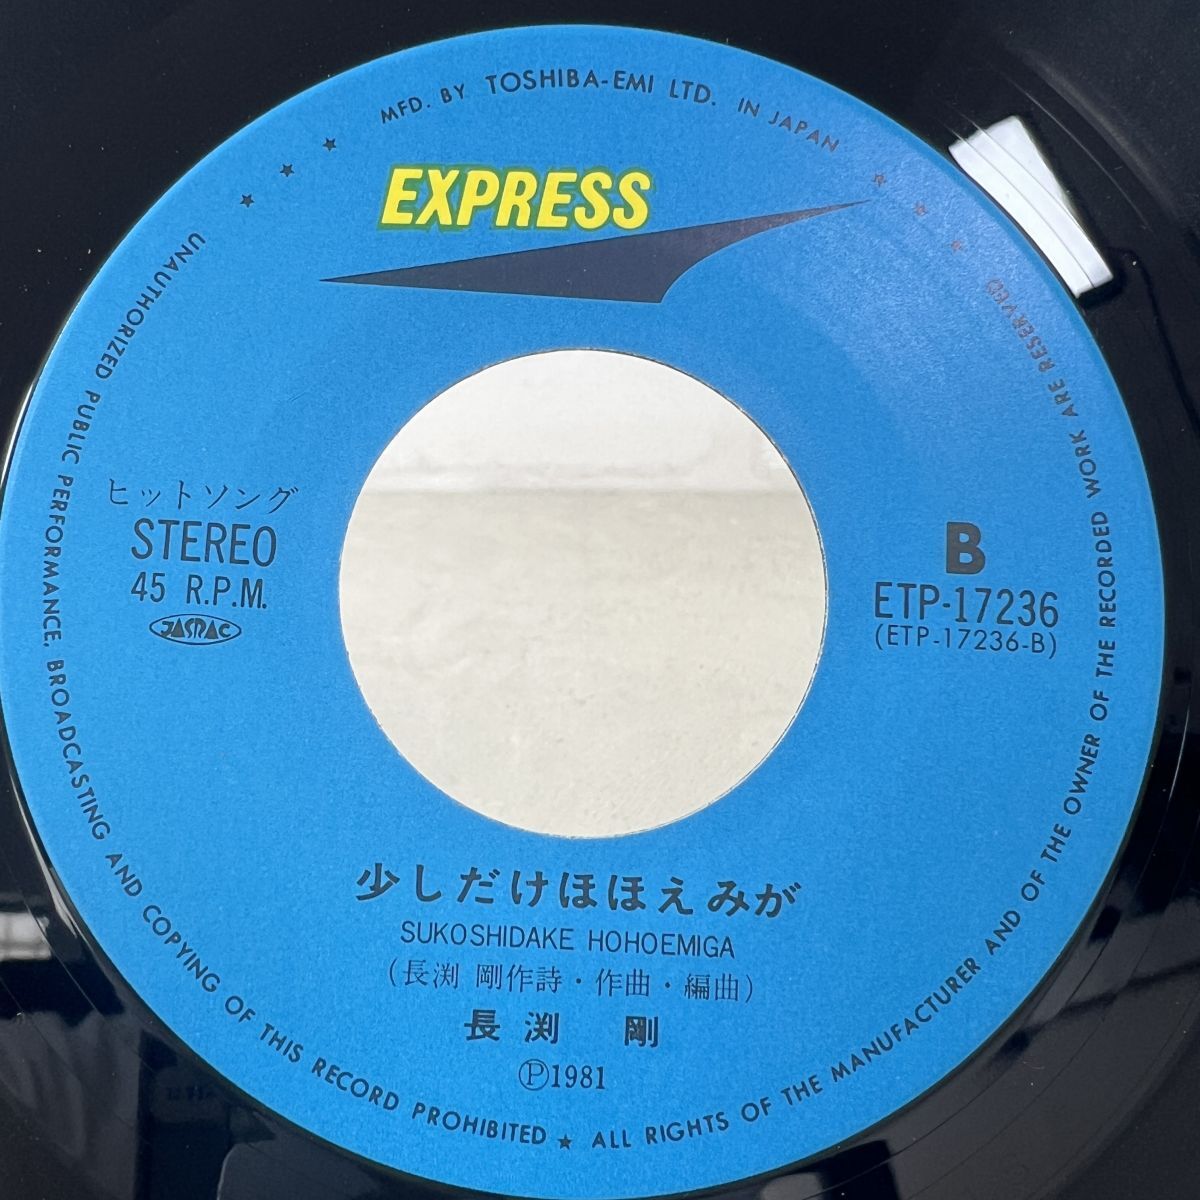 MFD. BY TOSHIBA-EMI LTD. IN JAPAN
EXPRESS
ヒットソング
STEREO
45 R.P.M.
JASRAC
B
ETP-17236
(ETP-17236-B)
少しだけほほえみが
SUKOSHIDAKE HOHOEMIGA
(長渕 剛作詩・作曲・編曲)
長渕 剛
Ⓟ1981
UNAUTHORIZED PUBLIC PERFORMANCE, BROADCASTING AND COPYING OF THIS RECORD PROHIBITED ★ ALL RIGHTS OF THE MANUFACTURER AND OF THE OWNER OF THE RECORDED WORK ARE RESERVED